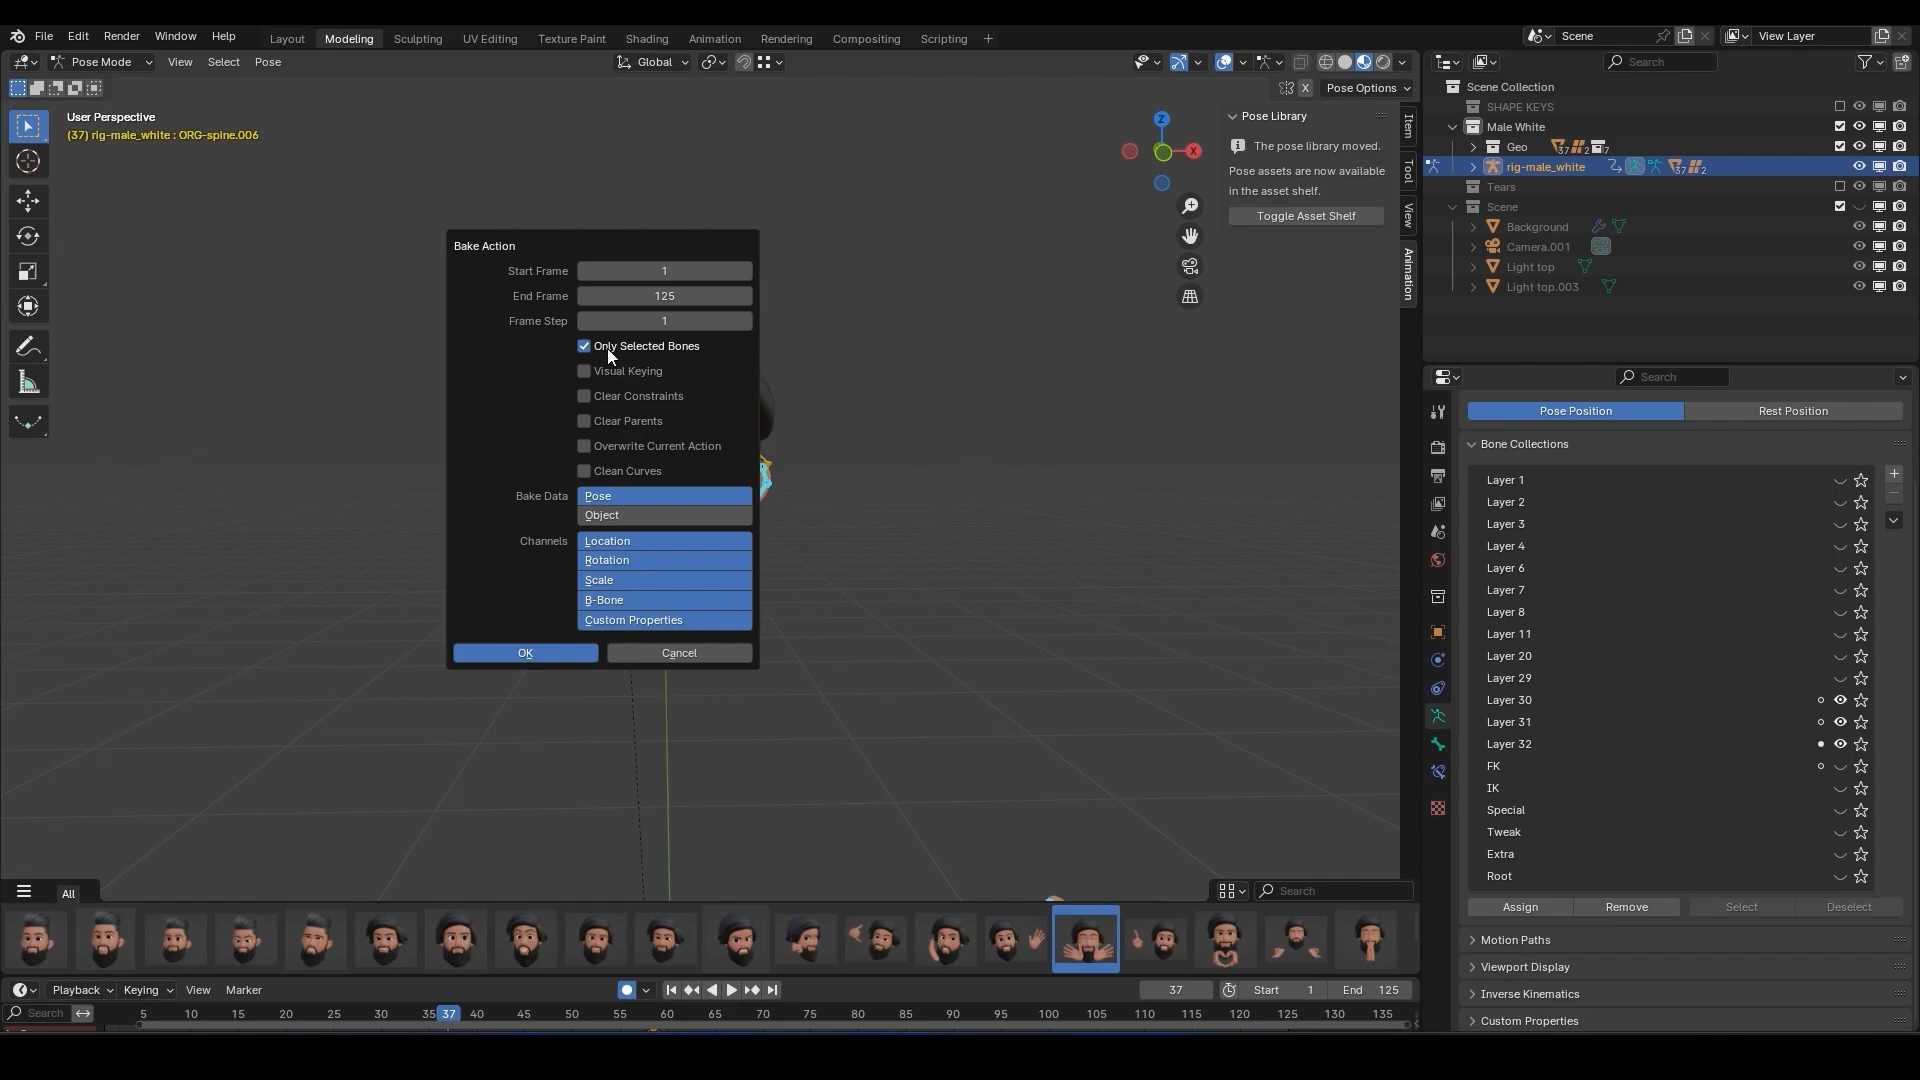 File Edit Render Window Help
Layout Modeling Sculpting UV Editing Texture Paint Shading Animation Rendering Compositing Scripting +
Scene
View Layer
Pose Mode View Select Pose
Global
Search
X Pose Options
Scene Collection
SHAPE KEYS
Male White
Geo 37 2 7
rig-male_white 37 2
Tears
Scene
Background
Camera.001
Light top
Light top.003
User Perspective
(37) rig-male_white : ORG-spine.006
Z
X
Pose Library
The pose library moved.
Pose assets are now available
in the asset shelf.
Toggle Asset Shelf
Item
Tool
View
Animation
Bake Action
Start Frame 1
End Frame 125
Frame Step 1
Only Selected Bones
Visual Keying
Clear Constraints
Clear Parents
Overwrite Current Action
Clean Curves
Bake Data Pose
Object
Channels Location
Rotation
Scale
B-Bone
Custom Properties
OK Cancel
Search
Pose Position Rest Position
Bone Collections
Layer 1
Layer 2
Layer 3
Layer 4
Layer 6
Layer 7
Layer 8
Layer 11
Layer 20
Layer 29
Layer 30
Layer 31
Layer 32
FK
IK
Special
Tweak
Extra
Root
Assign Remove Select Deselect
Motion Paths
Viewport Display
Inverse Kinematics
Custom Properties
All
Search
Playback Keying View Marker
37 Start 1 End 125
Search 5 10 15 20 25 30 35 37 40 45 50 55 60 65 70 75 80 85 90 95 100 105 110 115 120 125 130 135